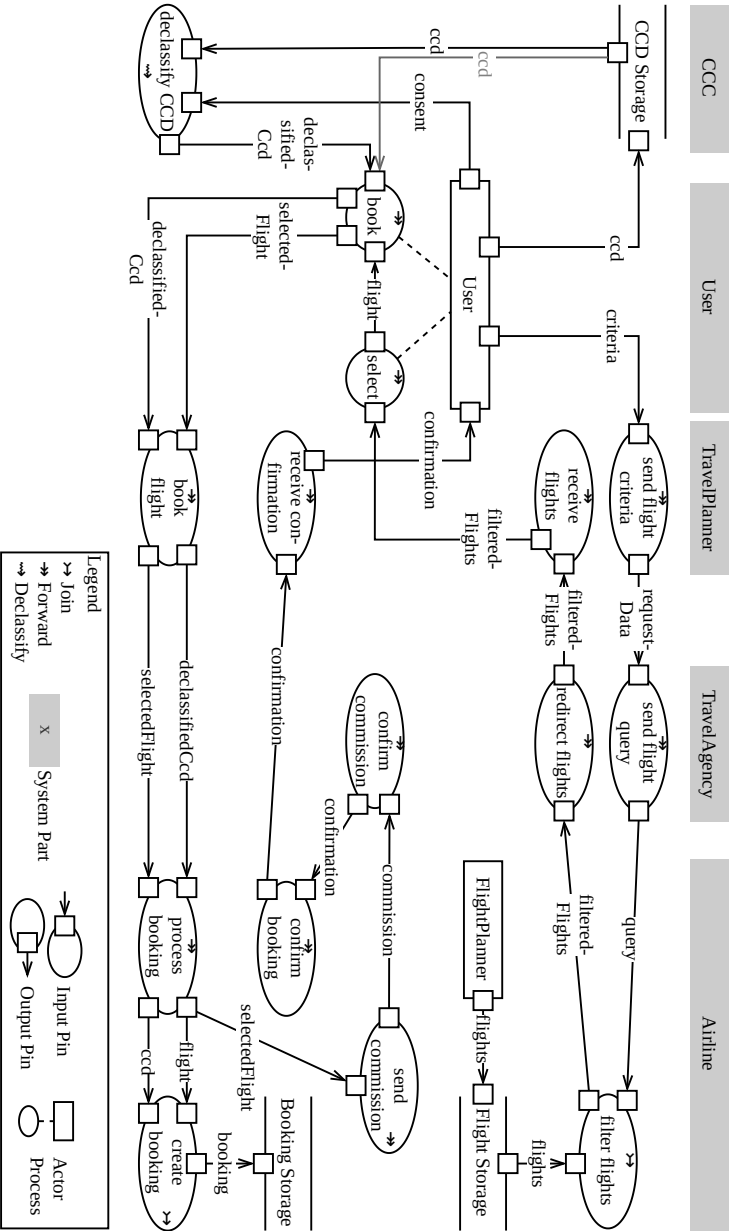 CCC
User
TravelPlanner
TravelAgency
Airline
CCD Storage
ccd
criteria
send flight
criteria
request-
Data
send flight
query
query
filter flights
ccd
ccd
consent
User
receive
flights
filtered-
Flights
redirect flights
filtered-
Flights
filtered-
Flights
FlightPlanner
flights
Flight Storage
flights
declas-
sified-
Ccd
book
flight
select
confirmation
confirm
commission
commission
send
commission
receive con-
firmation
confirmation
confirmation
confirm
booking
selectedFlight
Booking Storage
booking
declassify CCD
selected-
Flight
declassified-
Ccd
book
flight
declassifiedCcd
selectedFlight
process
booking
flight
ccd
create
booking
Legend
Join
Forward
Declassify
x
System Part
Input Pin
Output Pin
Actor
Process